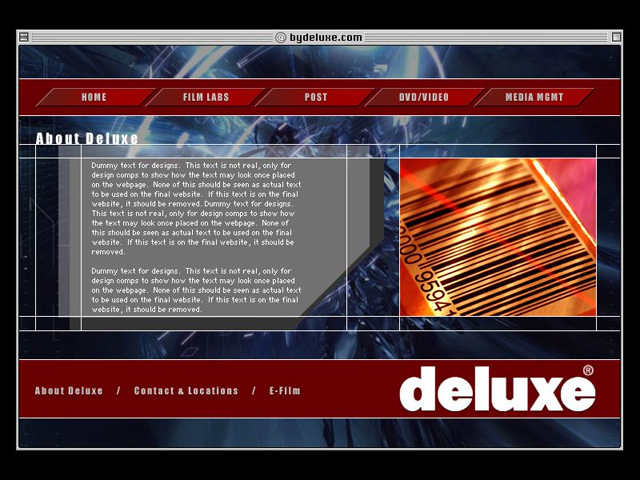 bydeluxe.com
HOME FILM LABS POST DVD/VIDEO MEDIA MGMT
About Deluxe
Dummy text for designs. This text is not real, only for
design comps to show how the text may look once placed
on the webpage. None of this should be seen as actual text
to be used on the final website. If this text is on the final
website, it should be removed. Dummy text for designs.
This text is not real, only for design comps to show how
the text may look once placed on the webpage. None of
this should be seen as actual text to be used on the final
website. If this text is on the final website, it should be
removed.
Dummy text for designs. This text is not real, only for
design comps to show how the text may look once placed
on the webpage. None of this should be seen as actual text
to be used on the final website. If this text is on the final
website, it should be removed.
About Deluxe / Contact & Locations / E-Film
deluxe®